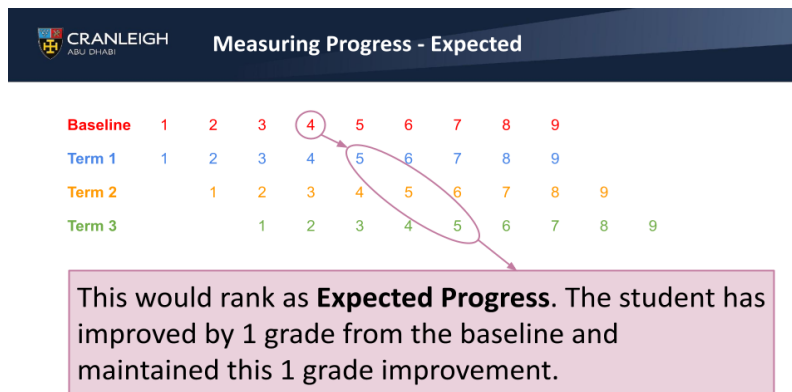 CRANLEIGH
ABU DHABI
Measuring Progress - Expected
Baseline 1 2 3 4 5 6 7 8 9
Term 1 1 2 3 4 5 6 7 8 9
Term 2 1 2 3 4 5 6 7 8 9
Term 3 1 2 3 4 5 6 7 8 9
This would rank as Expected Progress. The student has
improved by 1 grade from the baseline and
maintained this 1 grade improvement.